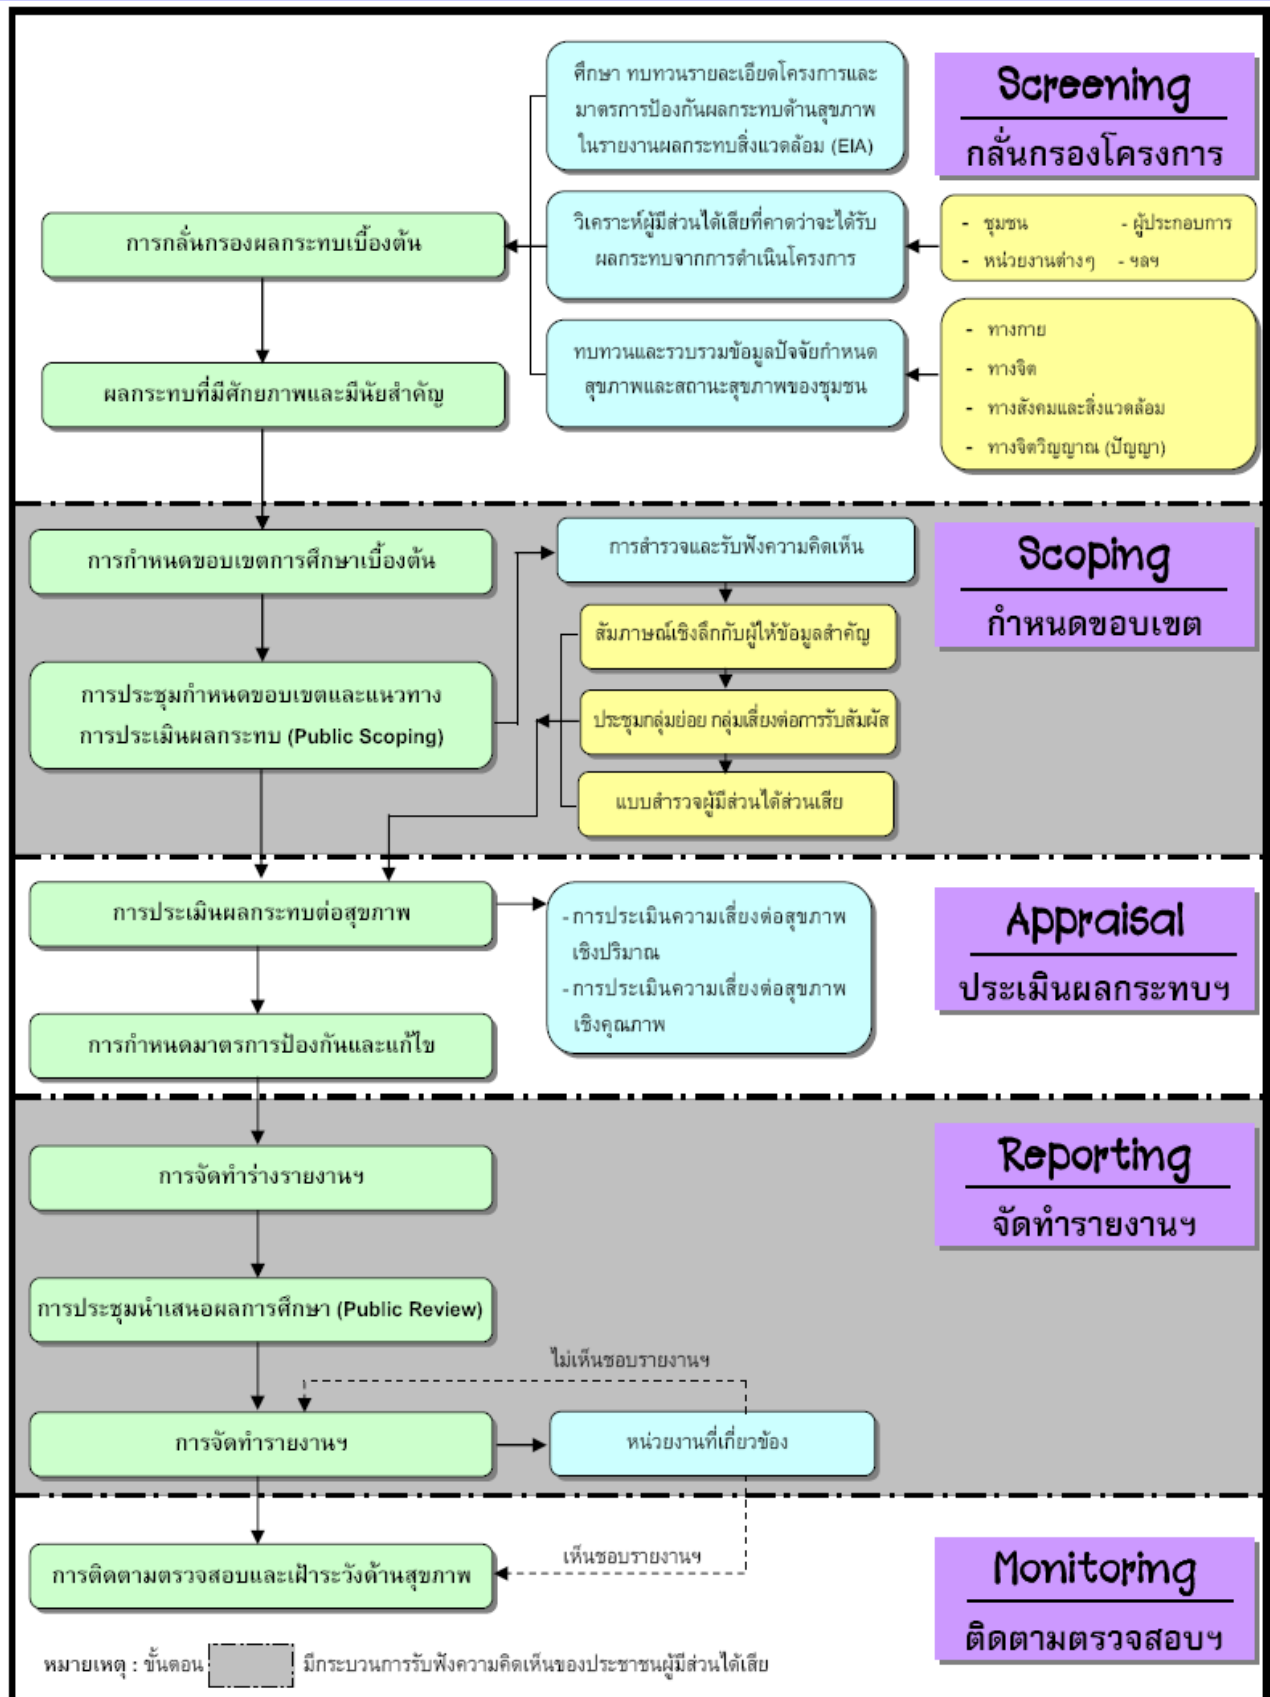 ศึกษา ทบทวนรายละเอียดโครงการและ
มาตรการป้องกันผลกระทบด้านสุขภาพ
ในรายงานผลกระทบสิ่งแวดล้อม (EIA)
Screening
กลั่นกรองโครงการ
การกลั่นกรองผลกระทบเบื้องต้น
วิเคราะห์ผู้มีส่วนได้เสียที่คาดว่าจะได้รับ
ผลกระทบจากการดำเนินโครงการ
- ชุมชน - ผู้ประกอบการ
- หน่วยงานต่างๆ - ฯลฯ
ผลกระทบที่มีศักยภาพและมีนัยสำคัญ
ทบทวนและรวบรวมข้อมูลปัจจัยกำหนด
สุขภาพและสถานะสุขภาพของชุมชน
- ทางกาย
- ทางจิต
- ทางสังคมและสิ่งแวดล้อม
- ทางจิตวิญญาณ (ปัญญา)
การกำหนดขอบเขตการศึกษาเบื้องต้น
การสำรวจและรับฟังความคิดเห็น
Scoping
กำหนดขอบเขต
สัมภาษณ์เชิงลึกกับผู้ให้ข้อมูลสำคัญ
การประชุมกำหนดขอบเขตและแนวทาง
การประเมินผลกระทบ (Public Scoping)
ประชุมกลุ่มย่อย กลุ่มเสี่ยงต่อการรับสัมผัส
แบบสำรวจผู้มีส่วนได้ส่วนเสีย
การประเมินผลกระทบต่อสุขภาพ
- การประเมินความเสี่ยงต่อสุขภาพ
เชิงปริมาณ
- การประเมินความเสี่ยงต่อสุขภาพ
เชิงคุณภาพ
Appraisal
ประเมินผลกระทบฯ
การกำหนดมาตรการป้องกันและแก้ไข
การจัดทำร่างรายงานฯ
Reporting
จัดทำรายงานฯ
การประชุมนำเสนอผลการศึกษา (Public Review)
ไม่เห็นชอบรายงานฯ
การจัดทำรายงานฯ
หน่วยงานที่เกี่ยวข้อง
เห็นชอบรายงานฯ
การติดตามตรวจสอบและเฝ้าระวังด้านสุขภาพ
Monitoring
ติดตามตรวจสอบฯ
หมายเหตุ : ขั้นตอน มีกระบวนการรับฟังความคิดเห็นของประชาชนผู้มีส่วนได้เสีย